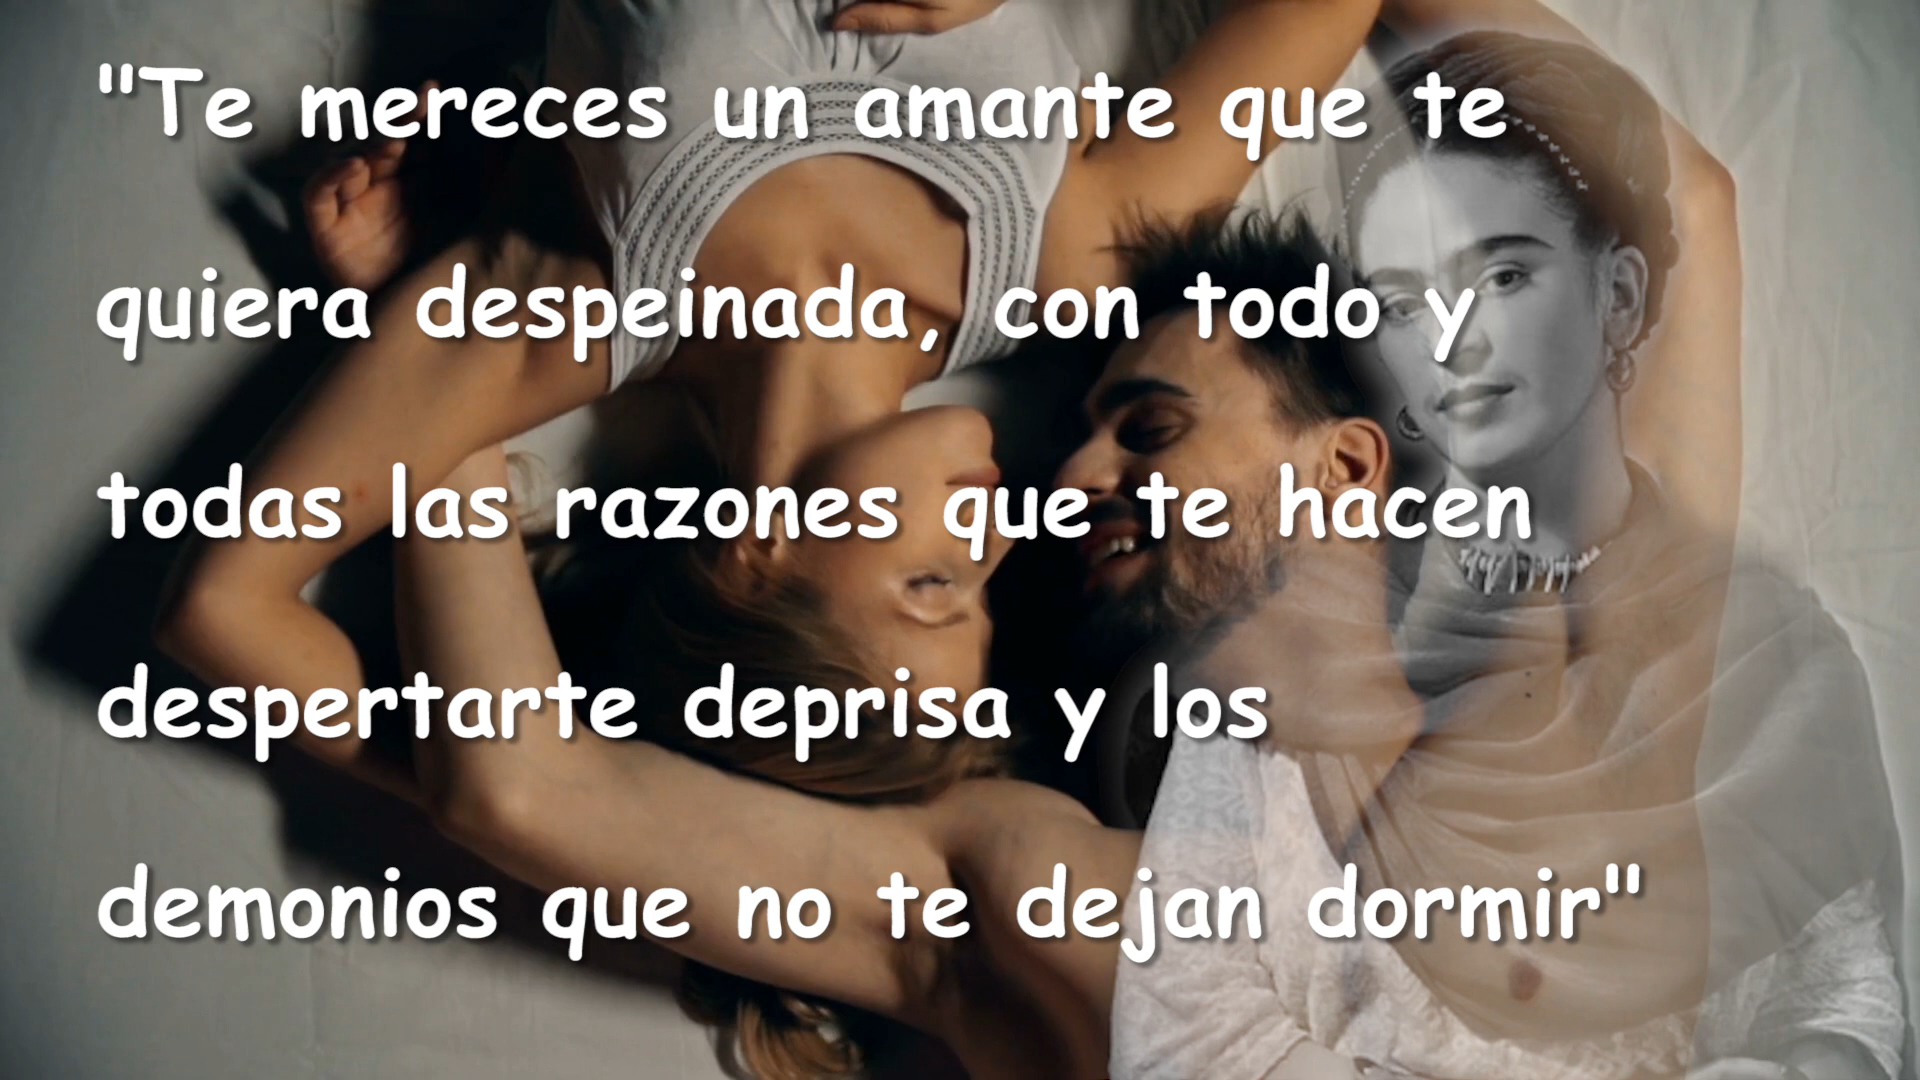 "Te mereces un amante que te
quiera despeinada, con todo y
todas las razones que te hacen
despertarte deprisa y los
demonios que no te dejan dormir"